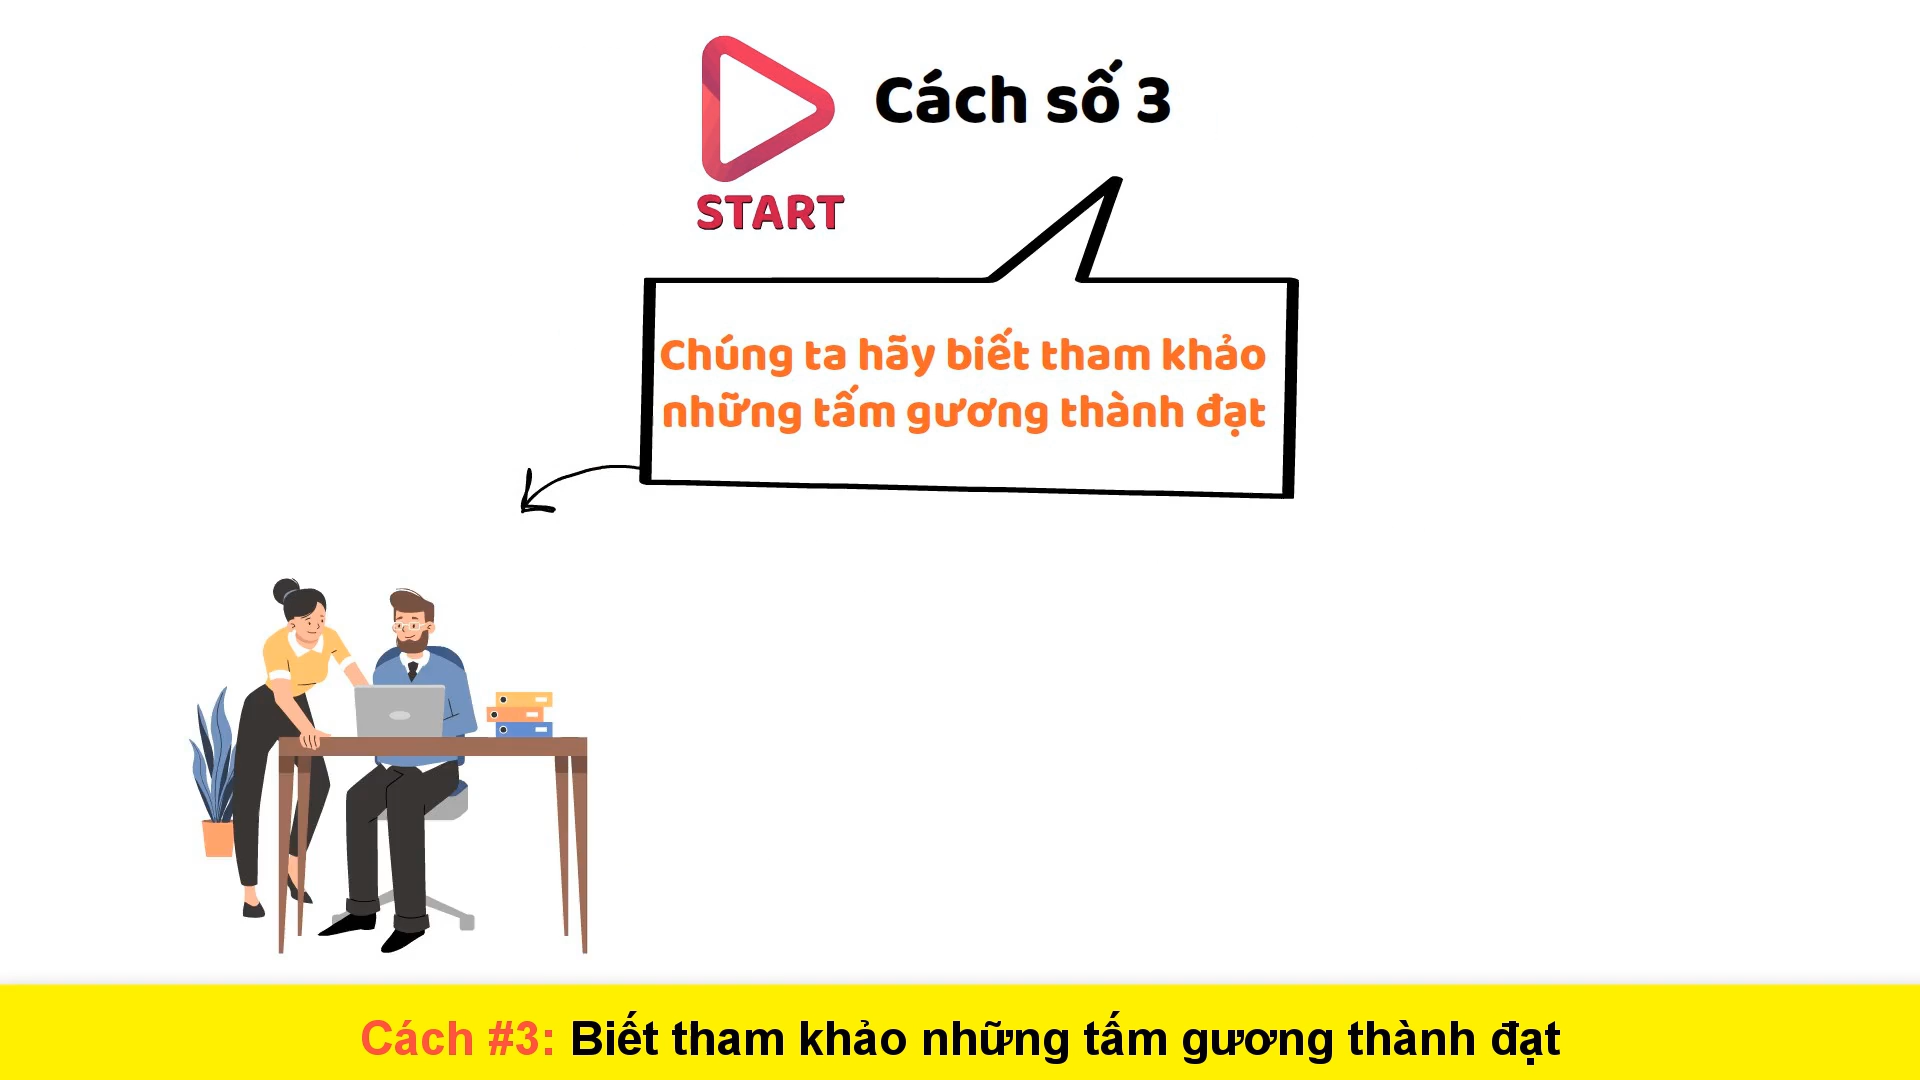 Cách số 3
START
Chúng ta hãy biết tham khảo
những tấm gương thành đạt
Cách #3: Biết tham khảo những tấm gương thành đạt